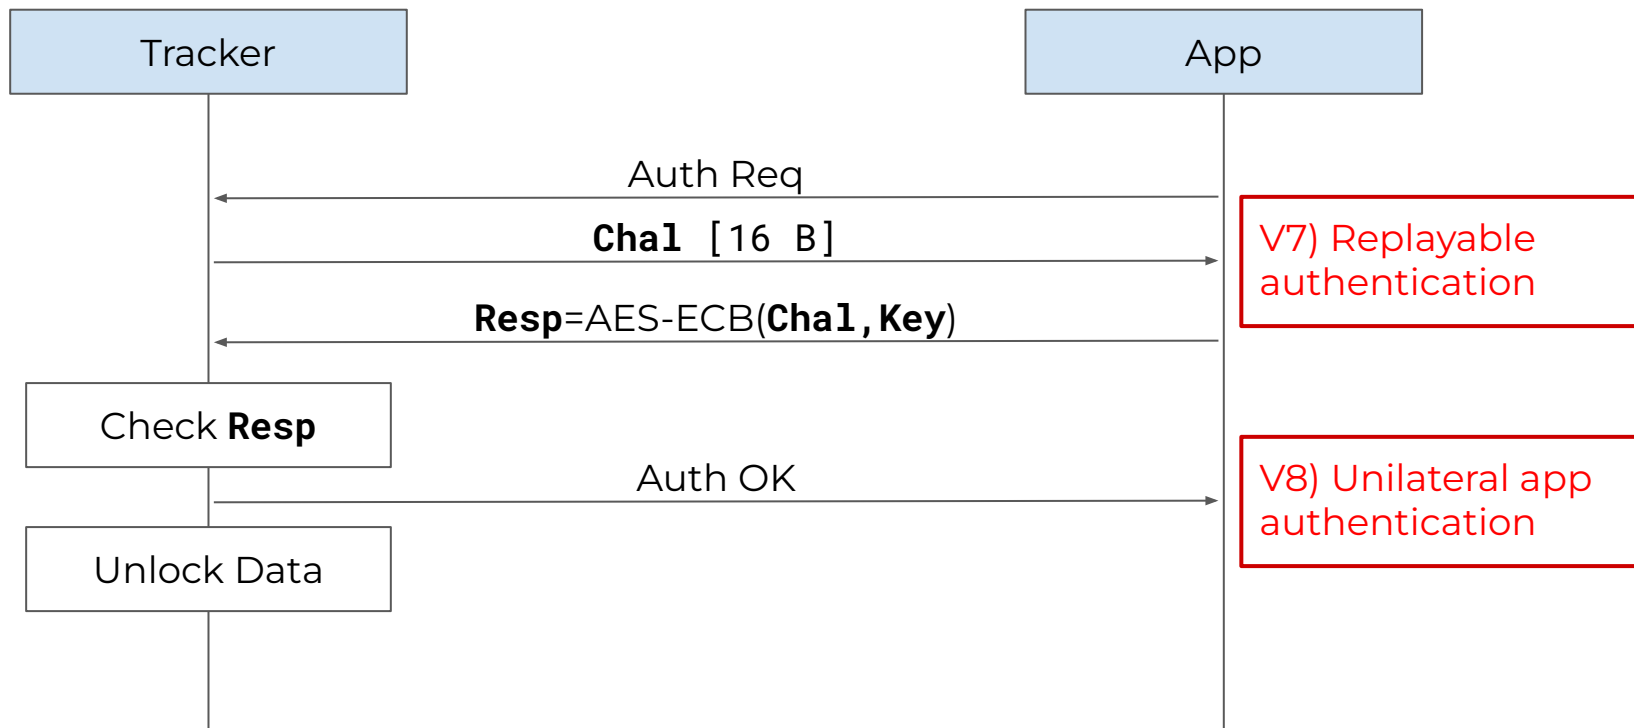 Tracker
App
Auth Req
Chal [16 B]
V7) Replayable
authentication
Resp=AES-ECB(Chal,Key)
Check Resp
Auth OK
V8) Unilateral app
authentication
Unlock Data